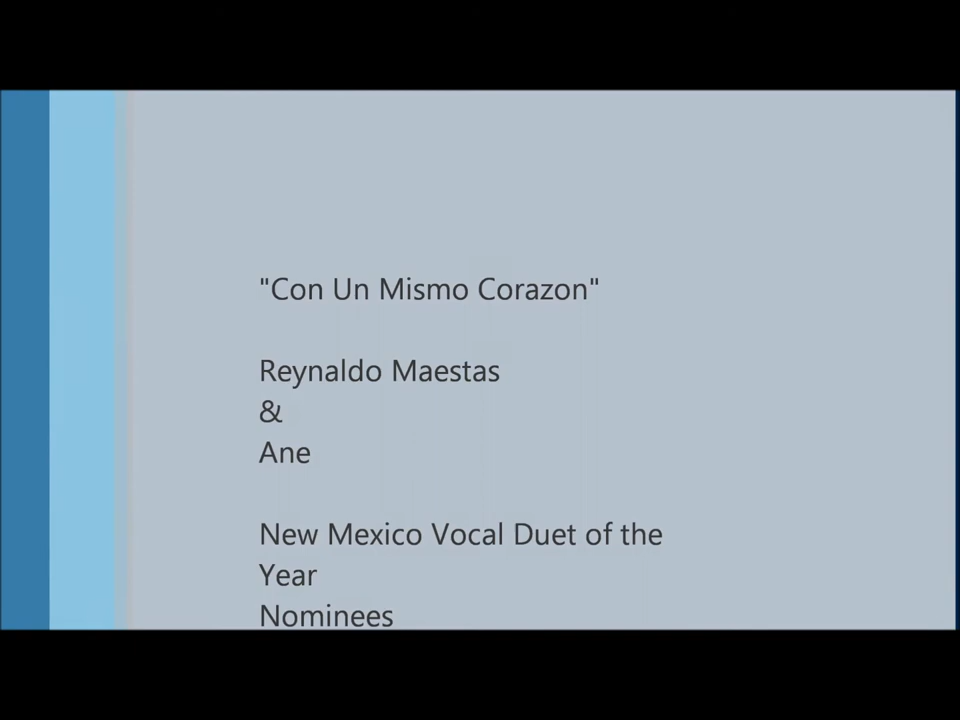 "Con Un Mismo Corazon"
Reynaldo Maestas
&
Ane
New Mexico Vocal Duet of the
Year
Nominees